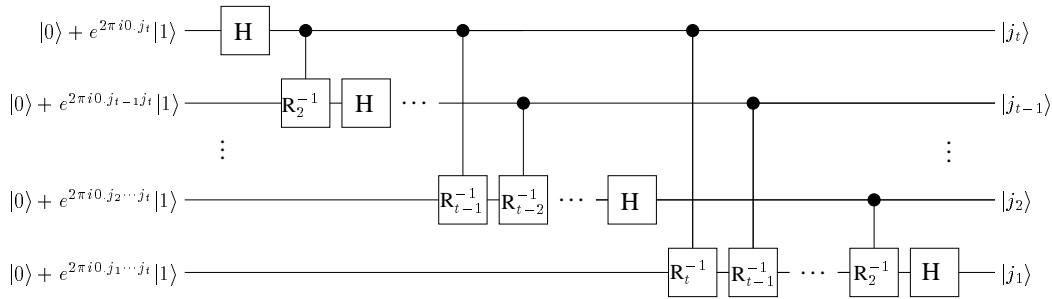 |0⟩ + e^{2πi0.j_t}|1⟩ H |j_t⟩
|0⟩ + e^{2πi0.j_{t−1}j_t}|1⟩ R_2^{−1} H ⋯ |j_{t−1}⟩
⋮ ⋮
|0⟩ + e^{2πi0.j_2⋯j_t}|1⟩ R_{t−1}^{−1} R_{t−2}^{−1} ⋯ H |j_2⟩
|0⟩ + e^{2πi0.j_1⋯j_t}|1⟩ R_t^{−1} R_{t−1}^{−1} ⋯ R_2^{−1} H |j_1⟩